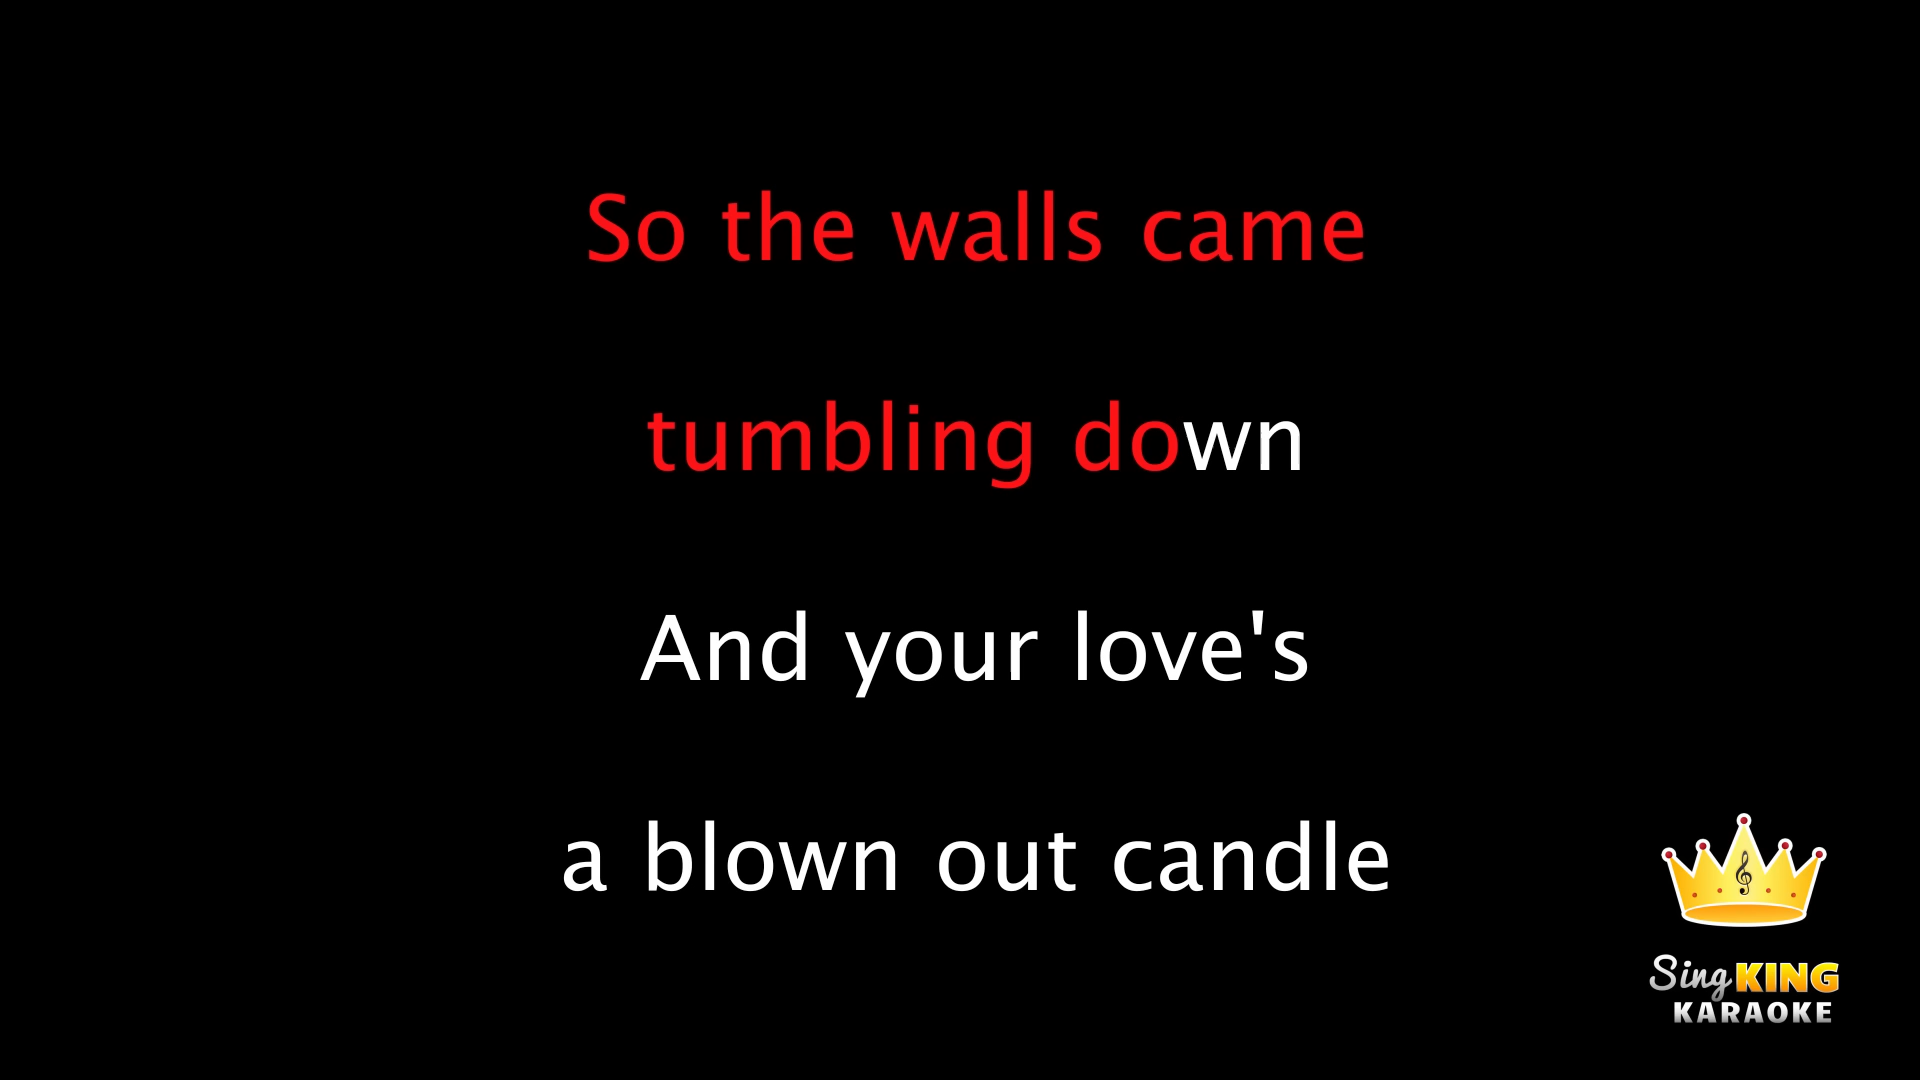 So the walls came
tumbling down
And your love's
a blown out candle
Sing KING
KARAOKE